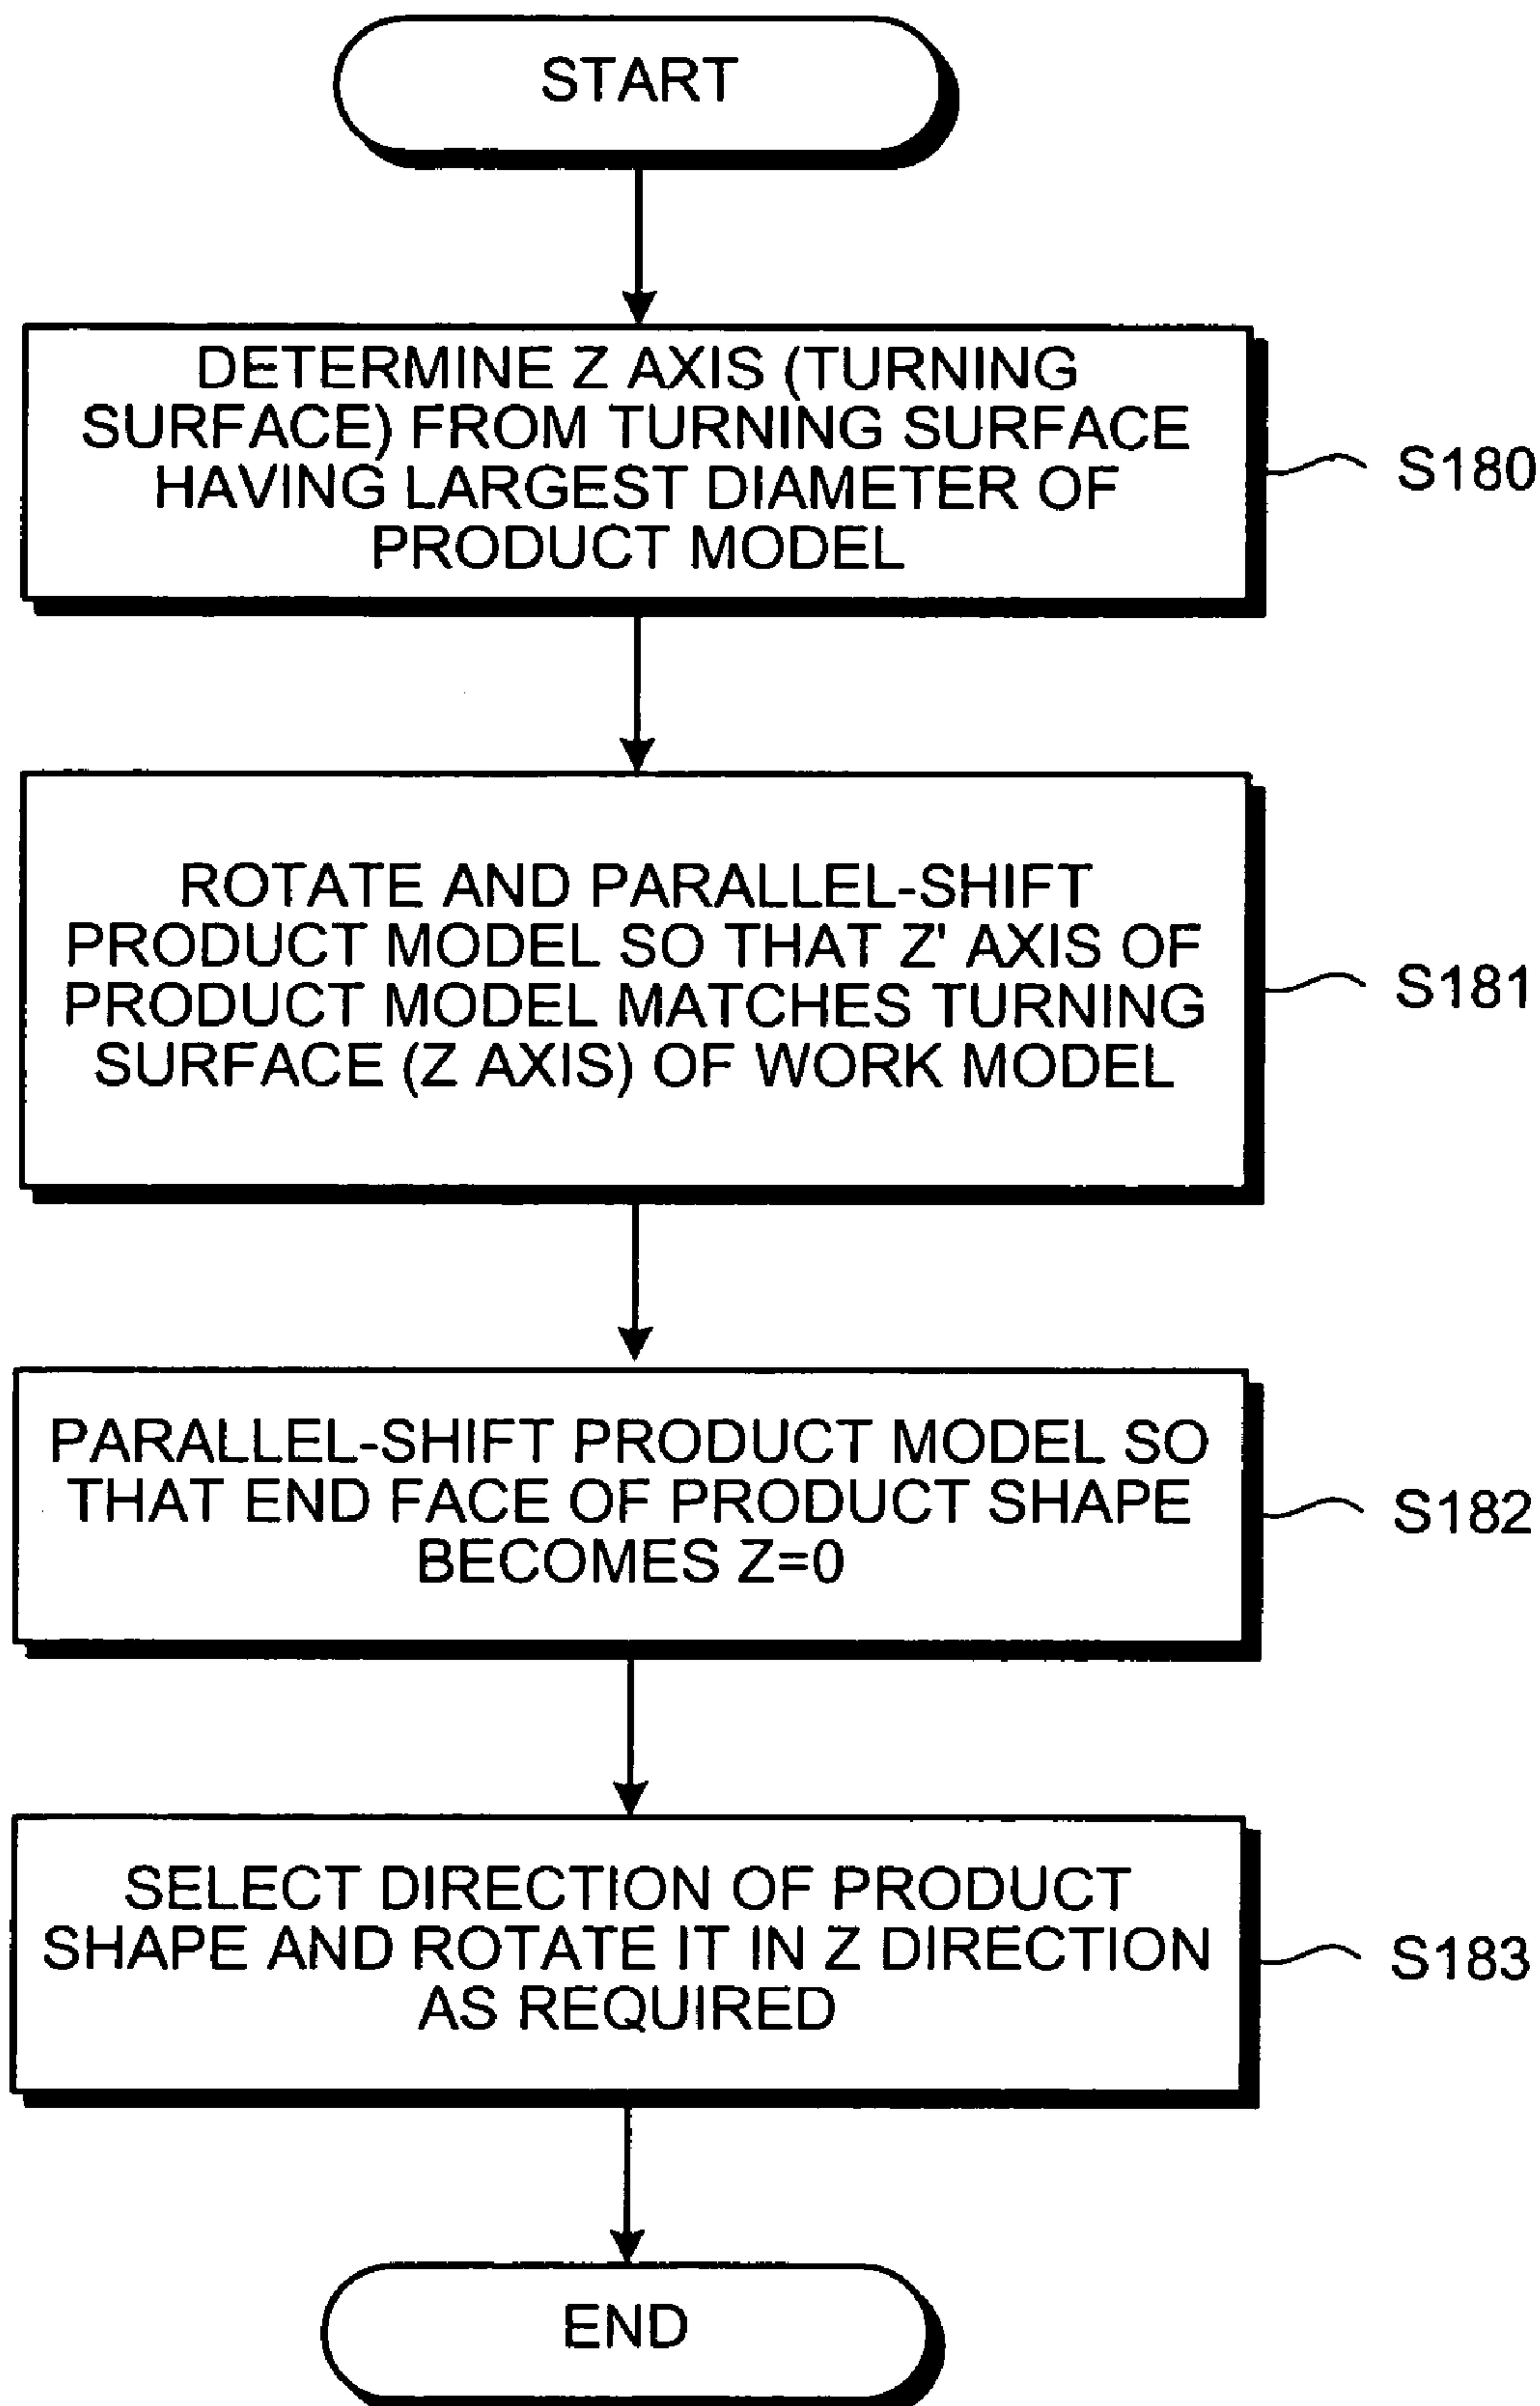 START
DETERMINE Z AXIS (TURNING
SURFACE) FROM TURNING SURFACE
HAVING LARGEST DIAMETER OF
PRODUCT MODEL
S180
ROTATE AND PARALLEL-SHIFT
PRODUCT MODEL SO THAT Z' AXIS OF
PRODUCT MODEL MATCHES TURNING
SURFACE (Z AXIS) OF WORK MODEL
S181
PARALLEL-SHIFT PRODUCT MODEL SO
THAT END FACE OF PRODUCT SHAPE
BECOMES Z=0
S182
SELECT DIRECTION OF PRODUCT
SHAPE AND ROTATE IT IN Z DIRECTION
AS REQUIRED
S183
END